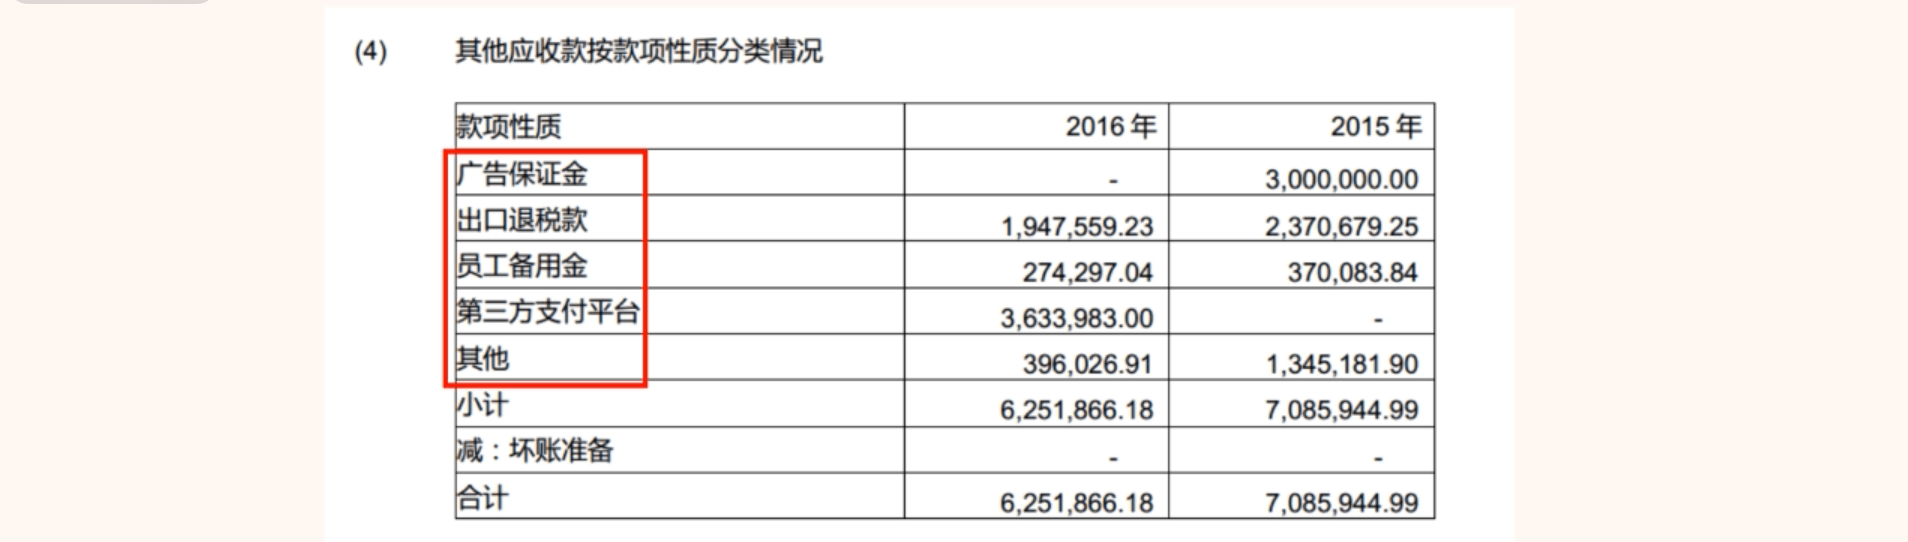 (4) 其他应收款按款项性质分类情况
款项性质 2016 年 2015 年
广告保证金 - 3,000,000.00
出口退税款 1,947,559.23 2,370,679.25
员工备用金 274,297.04 370,083.84
第三方支付平台 3,633,983.00 -
其他 396,026.91 1,345,181.90
小计 6,251,866.18 7,085,944.99
减：坏账准备 - -
合计 6,251,866.18 7,085,944.99